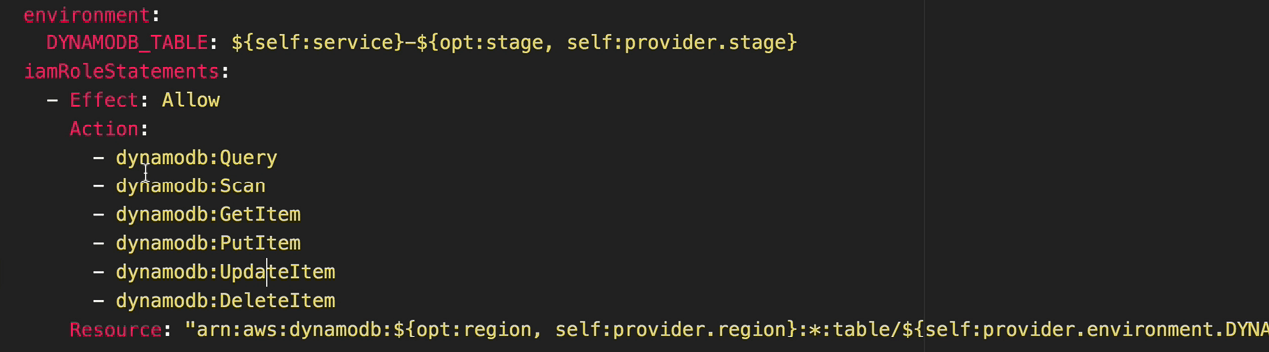 environment:
DYNAMODB_TABLE: ${self:service}-${opt:stage, self:provider.stage}
iamRoleStatements:
- Effect: Allow
Action:
- dynamodb:Query
- dynamodb:Scan
- dynamodb:GetItem
- dynamodb:PutItem
- dynamodb:UpdateItem
- dynamodb:DeleteItem
Resource: "arn:aws:dynamodb:${opt:region, self:provider.region}:*:table/${self:provider.environment.DYNA